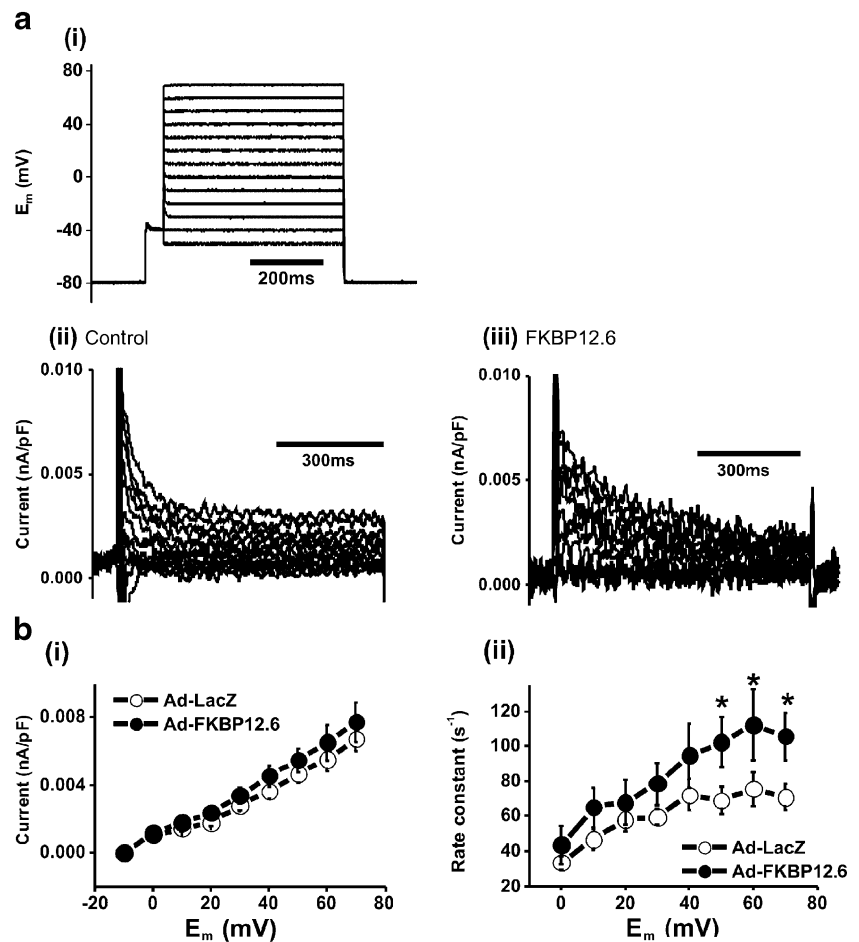 a
(i)
80
40
0
-40
-80
Em (mV)
200ms
(ii) Control
0.010
0.005
0.000
Current (nA/pF)
300ms
(iii) FKBP12.6
0.010
0.005
0.000
Current (nA/pF)
300ms
b
(i)
0.008
0.004
0.000
Current (nA/pF)
Ad-LacZ
Ad-FKBP12.6
-20 0 20 40 60 80
Em (mV)
(ii)
120
100
80
60
40
20
Rate constant (s-1)
* * *
Ad-LacZ
Ad-FKBP12.6
0 20 40 60 80
Em (mV)